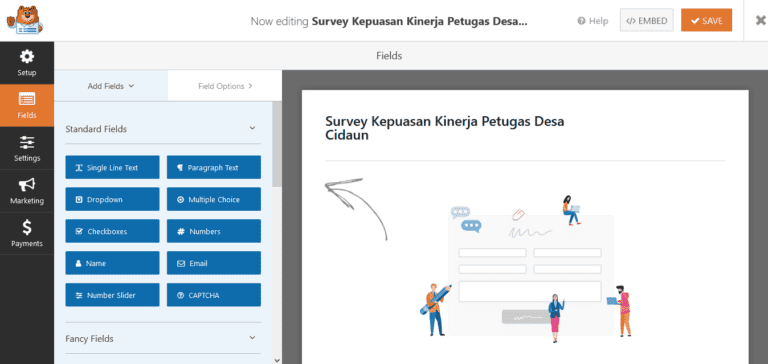 Now editing Survey Kepuasan Kinerja Petugas Desa...
Help
</> EMBED
SAVE
Setup
Fields
Settings
Marketing
Payments
Fields
Add Fields
Field Options
Standard Fields
Single Line Text
Paragraph Text
Dropdown
Multiple Choice
Checkboxes
Numbers
Name
Email
Number Slider
CAPTCHA
Fancy Fields
Survey Kepuasan Kinerja Petugas Desa
Cidaun